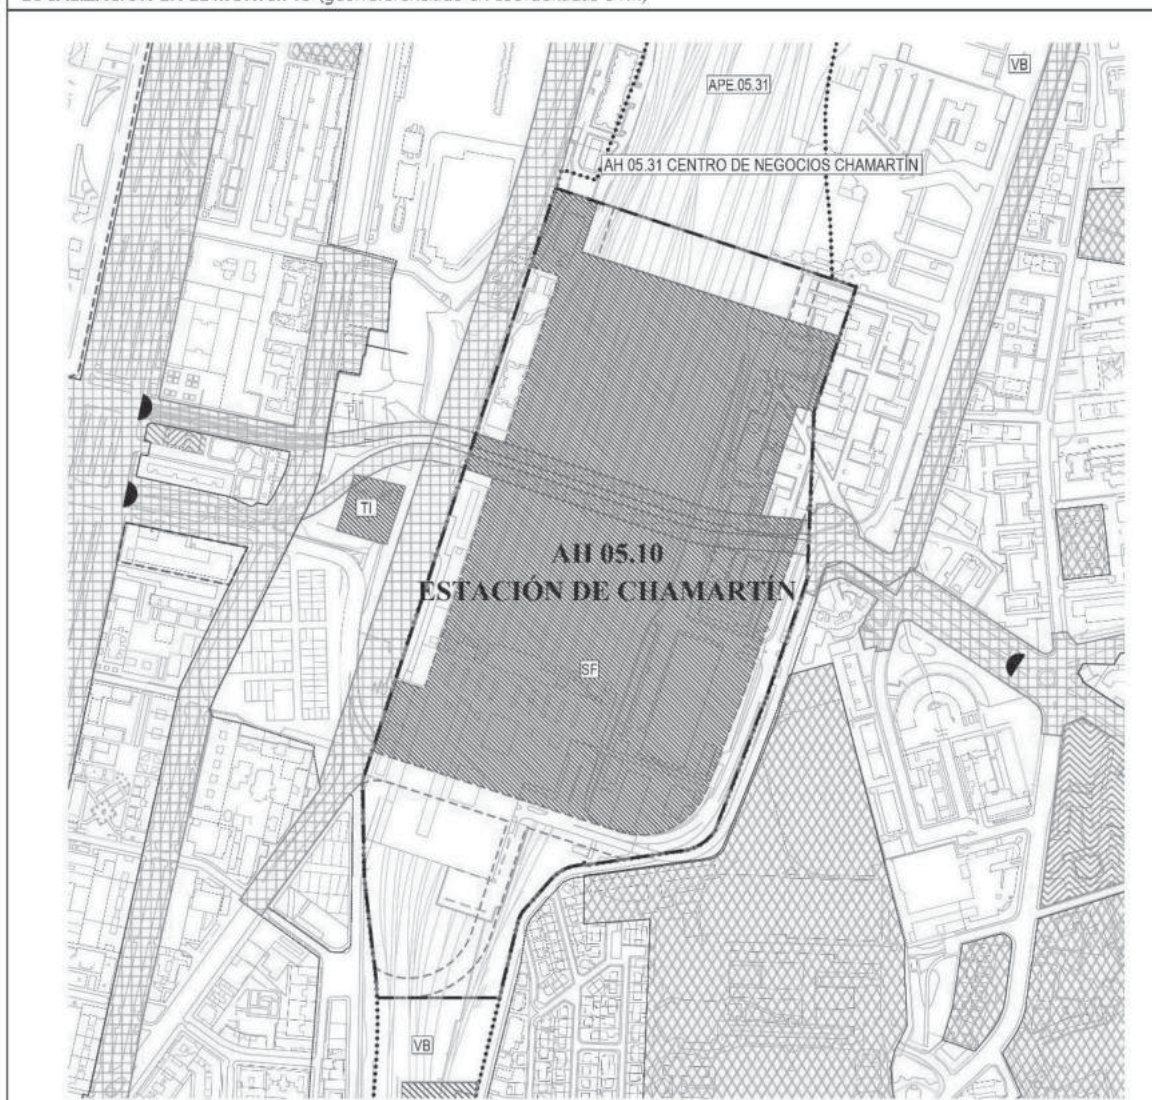 VB
APE.05.31
AH 05.31 CENTRO DE NEGOCIOS CHAMARTÍN
TI
AH 05.10
ESTACIÓN DE CHAMARTÍN
SF
VB